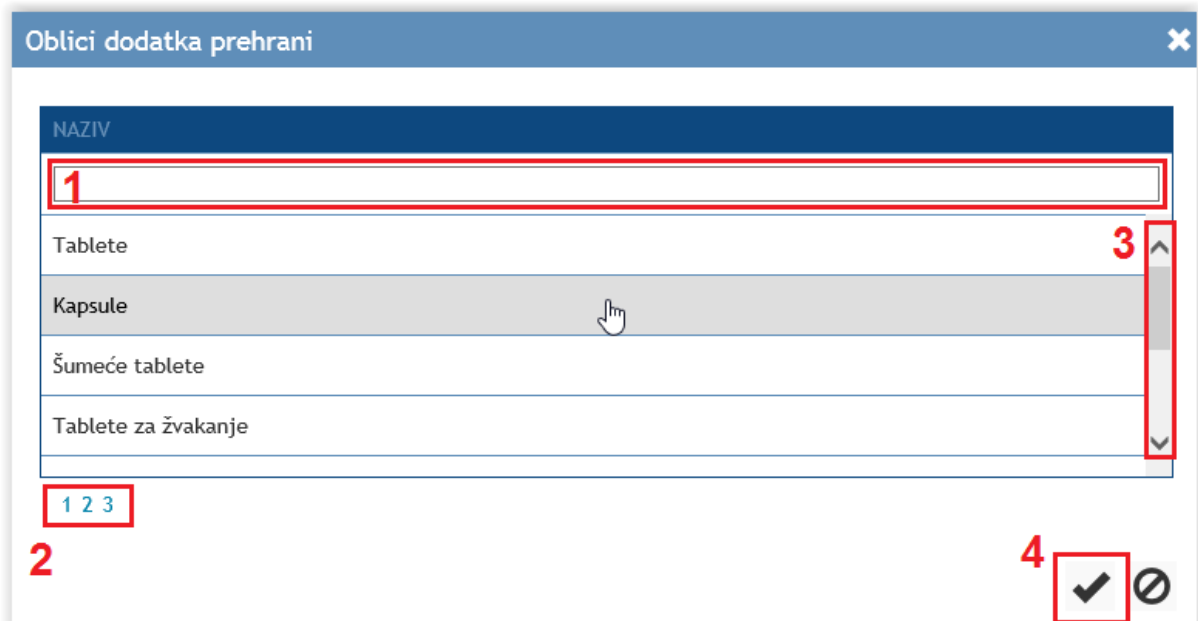 Oblici dodatka prehrani
NAZIV
1
Tablete
3
Kapsule
Šumeće tablete
Tablete za žvakanje
1 2 3
2
4